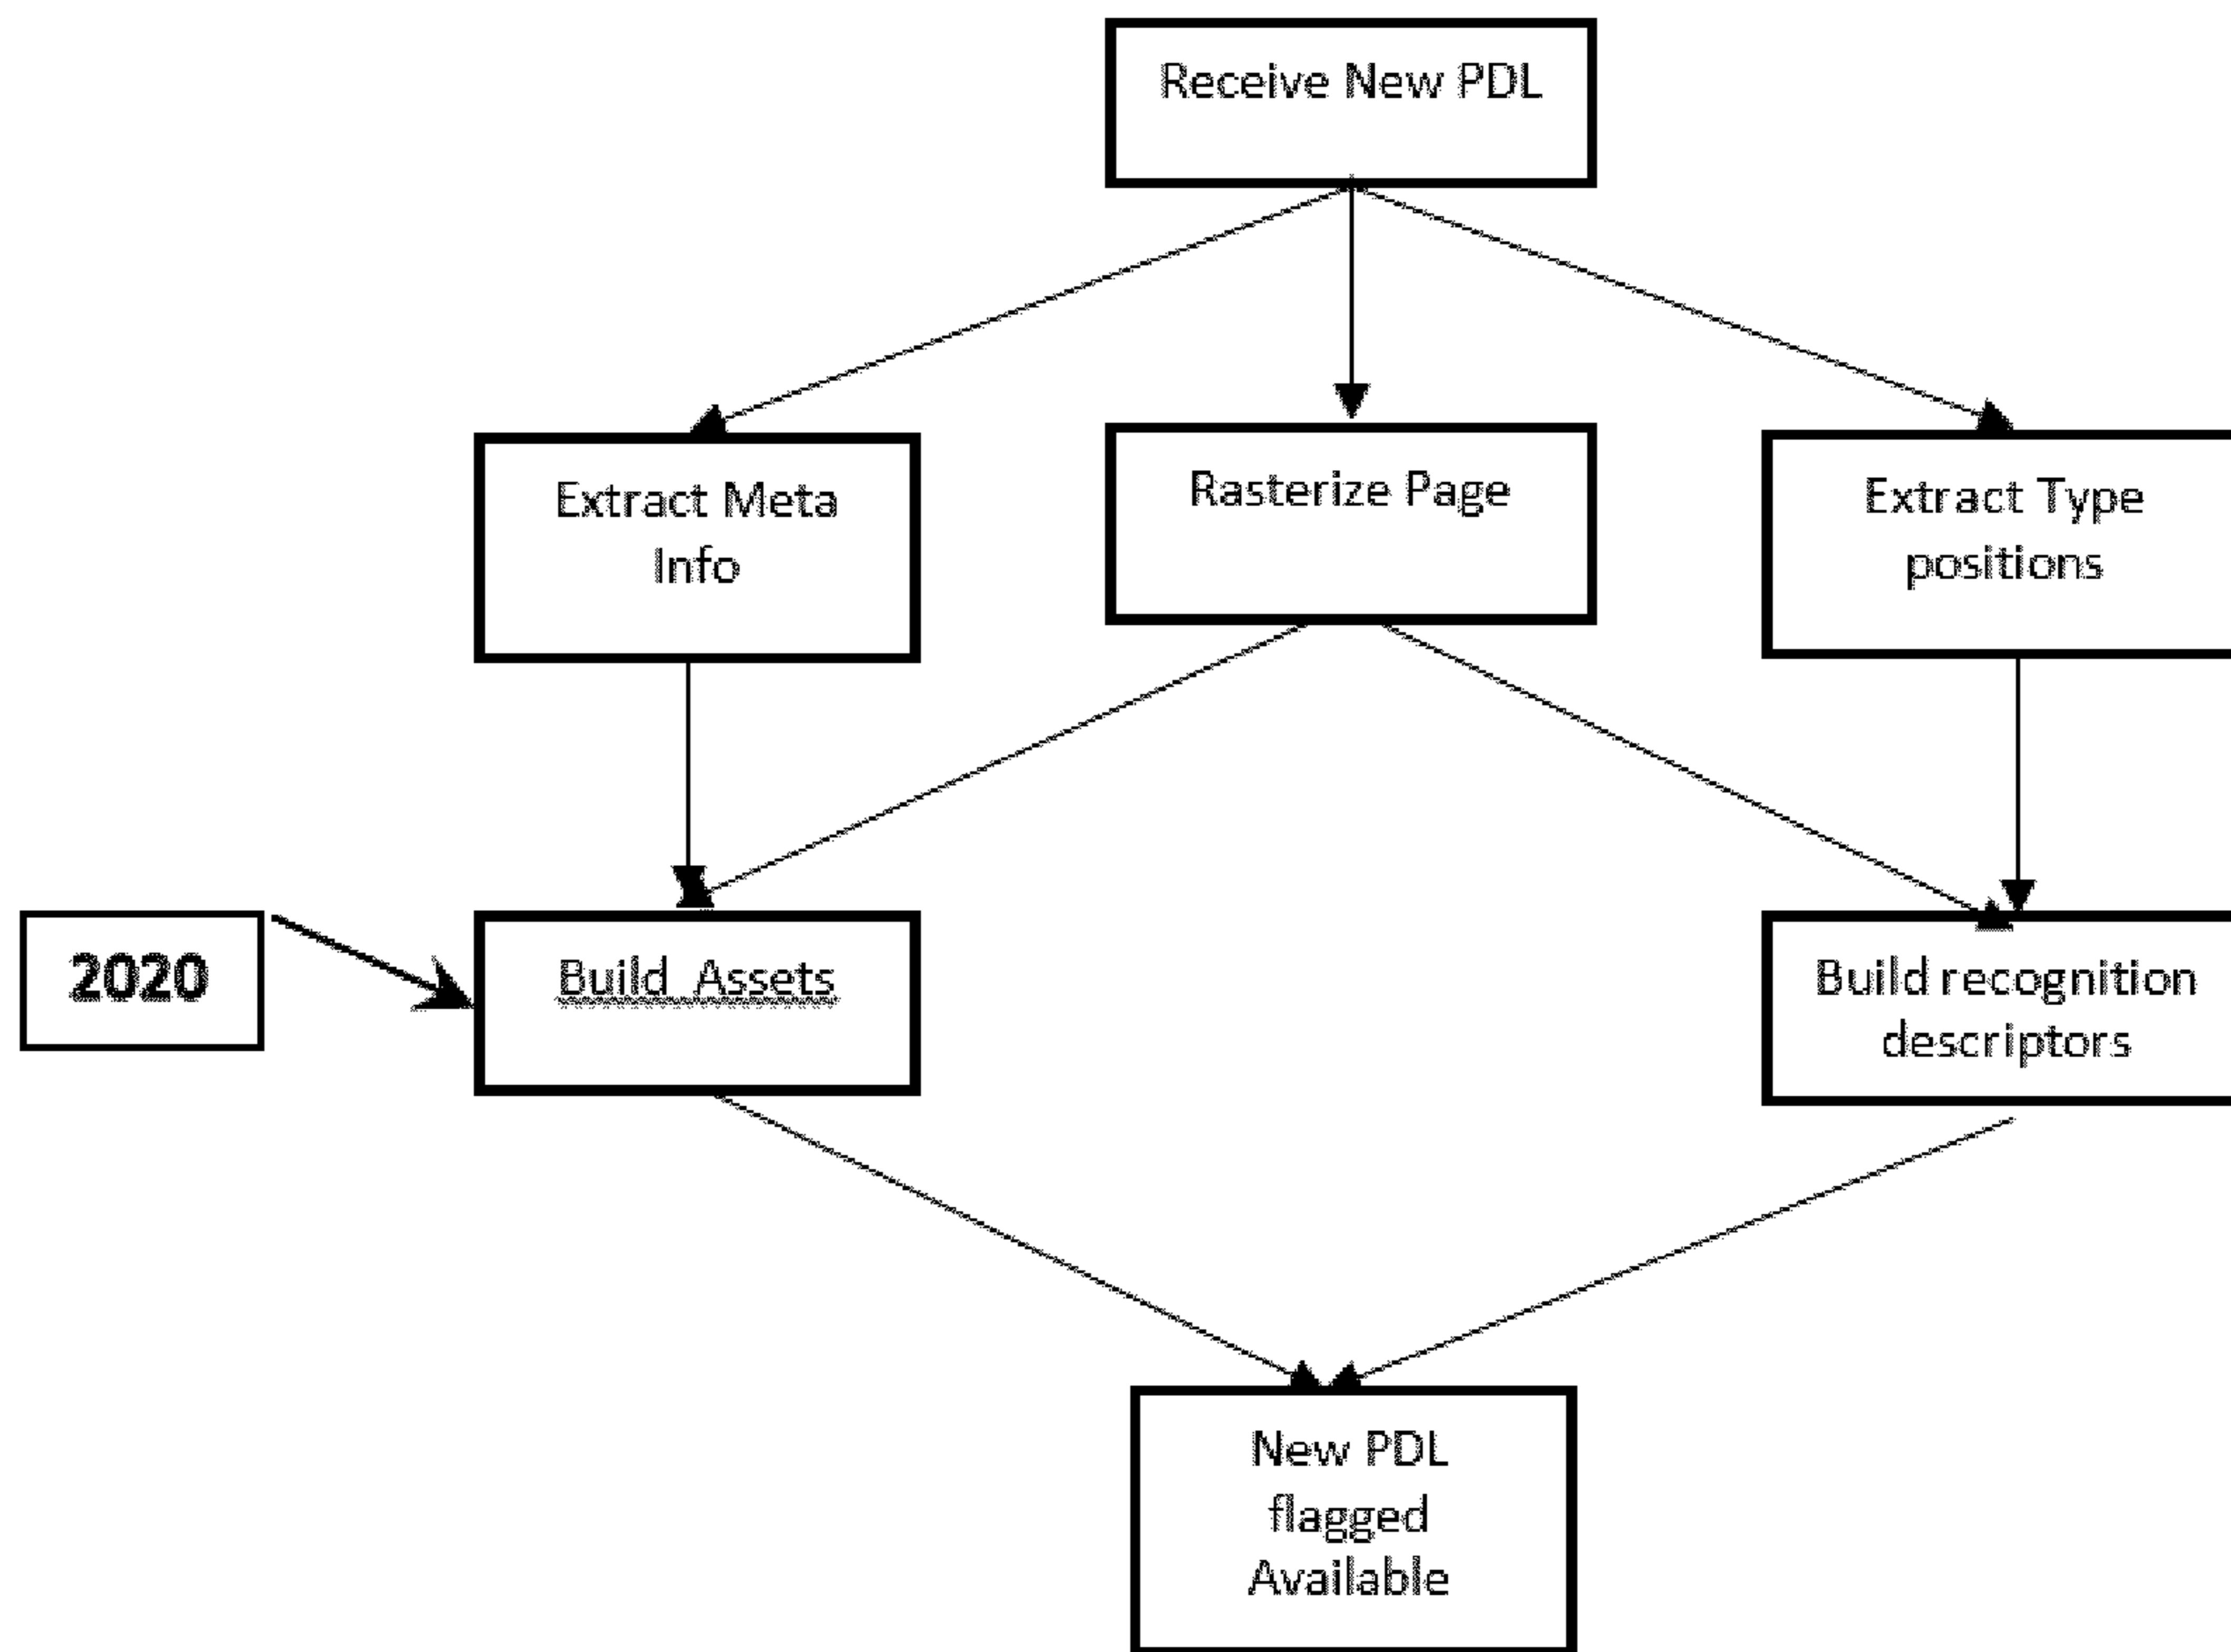 Receive New PDL
Extract Meta
Info
Rasterize Page
Extract Type
positions
2020
Build Assets
Build recognition
descriptors
New PDL
flagged
Available